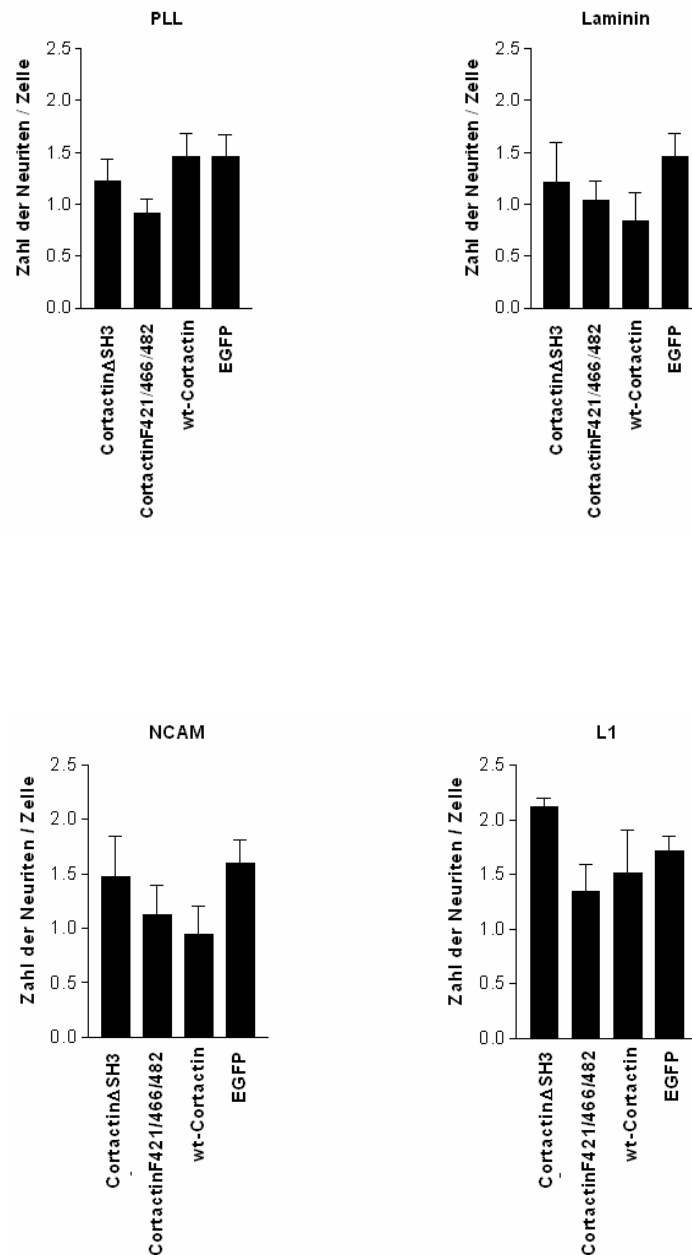 PLL
Zahl der Neuriten / Zelle
2.5
2.0
1.5
1.0
0.5
0.0
CortactinΔSH3
CortactinF421/466/482
wt-Cortactin
EGFP
Laminin
Zahl der Neuriten / Zelle
2.5
2.0
1.5
1.0
0.5
0.0
CortactinΔSH3
CortactinF421/466/482
wt-Cortactin
EGFP
NCAM
Zahl der Neuriten / Zelle
2.5
2.0
1.5
1.0
0.5
0.0
CortactinΔSH3
CortactinF421/466/482
wt-Cortactin
EGFP
L1
Zahl der Neuriten / Zelle
2.5
2.0
1.5
1.0
0.5
0.0
CortactinΔSH3
CortactinF421/466/482
wt-Cortactin
EGFP